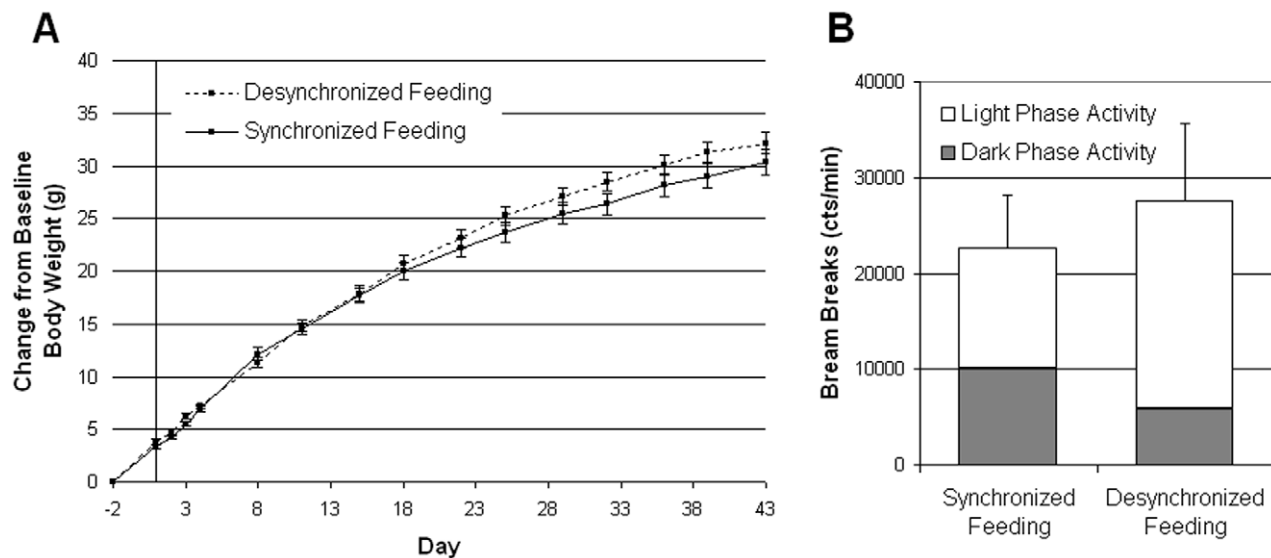 A
Change from Baseline
Body Weight (g)
40
35
30
25
20
15
10
5
0
Desynchronized Feeding
Synchronized Feeding
-2 3 8 13 18 23 28 33 38 43
Day
B
Bream Breaks (cts/min)
40000
30000
20000
10000
0
Light Phase Activity
Dark Phase Activity
Synchronized
Feeding
Desynchronized
Feeding